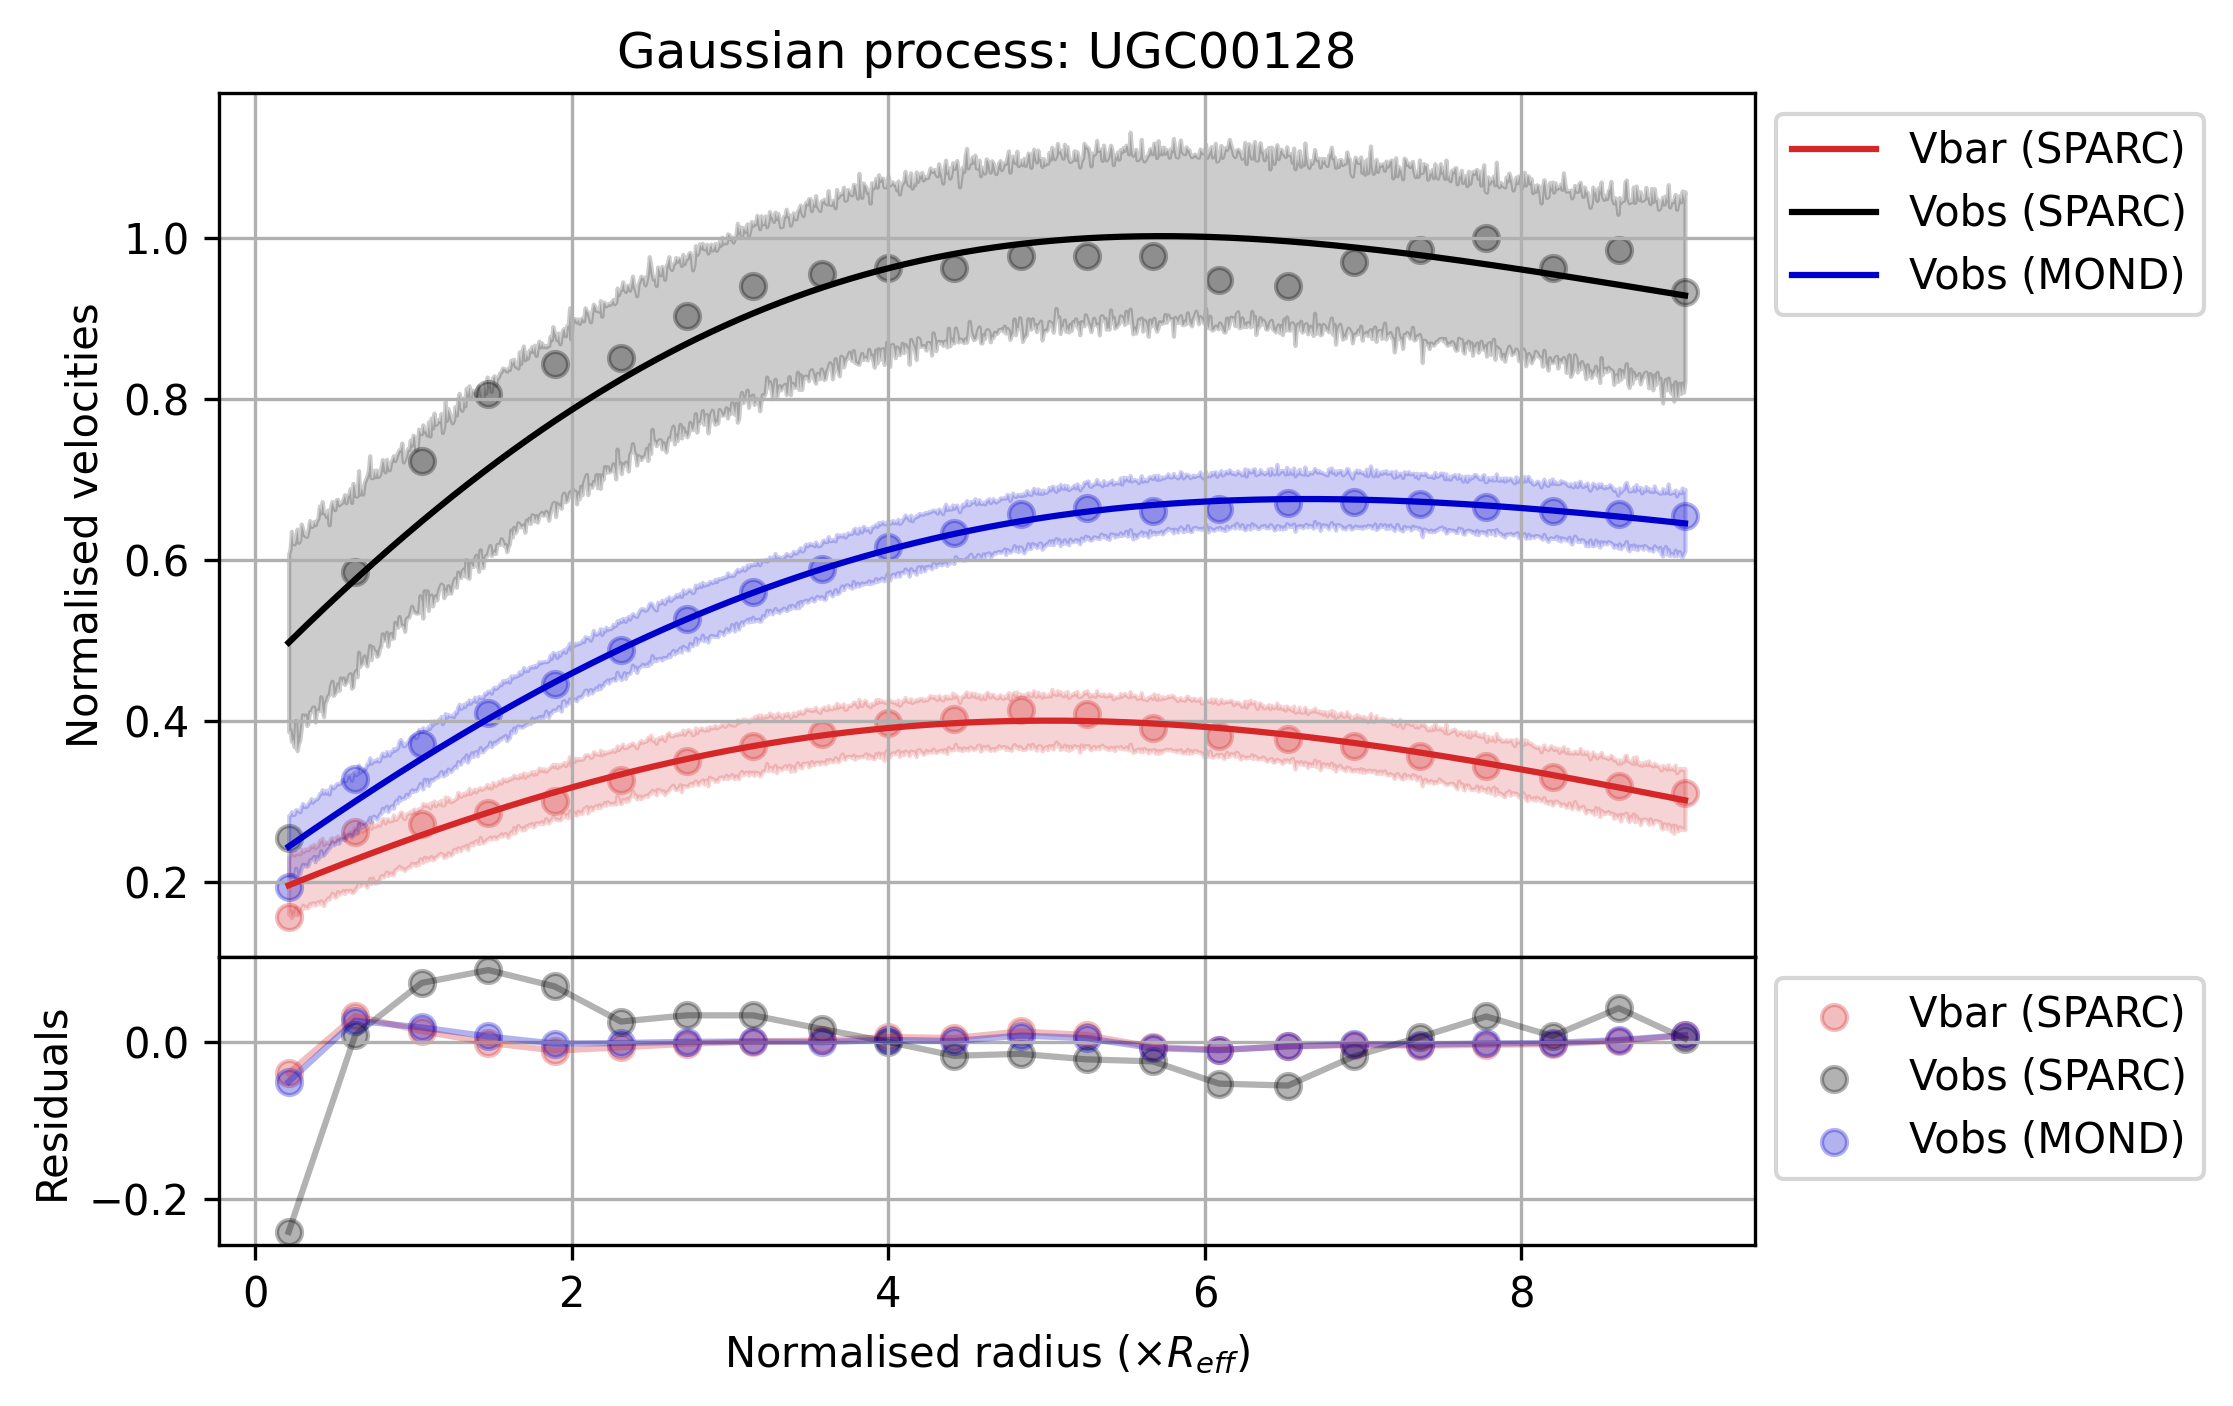 Gaussian process: UGC00128
Vbar (SPARC)
Vobs (SPARC)
Vobs (MOND)
Normalised velocities
1.0
0.8
0.6
0.4
0.2
Vbar (SPARC)
Vobs (SPARC)
Vobs (MOND)
Residuals
0.0
−0.2
0 2 4 6 8
Normalised radius (×R_eff)